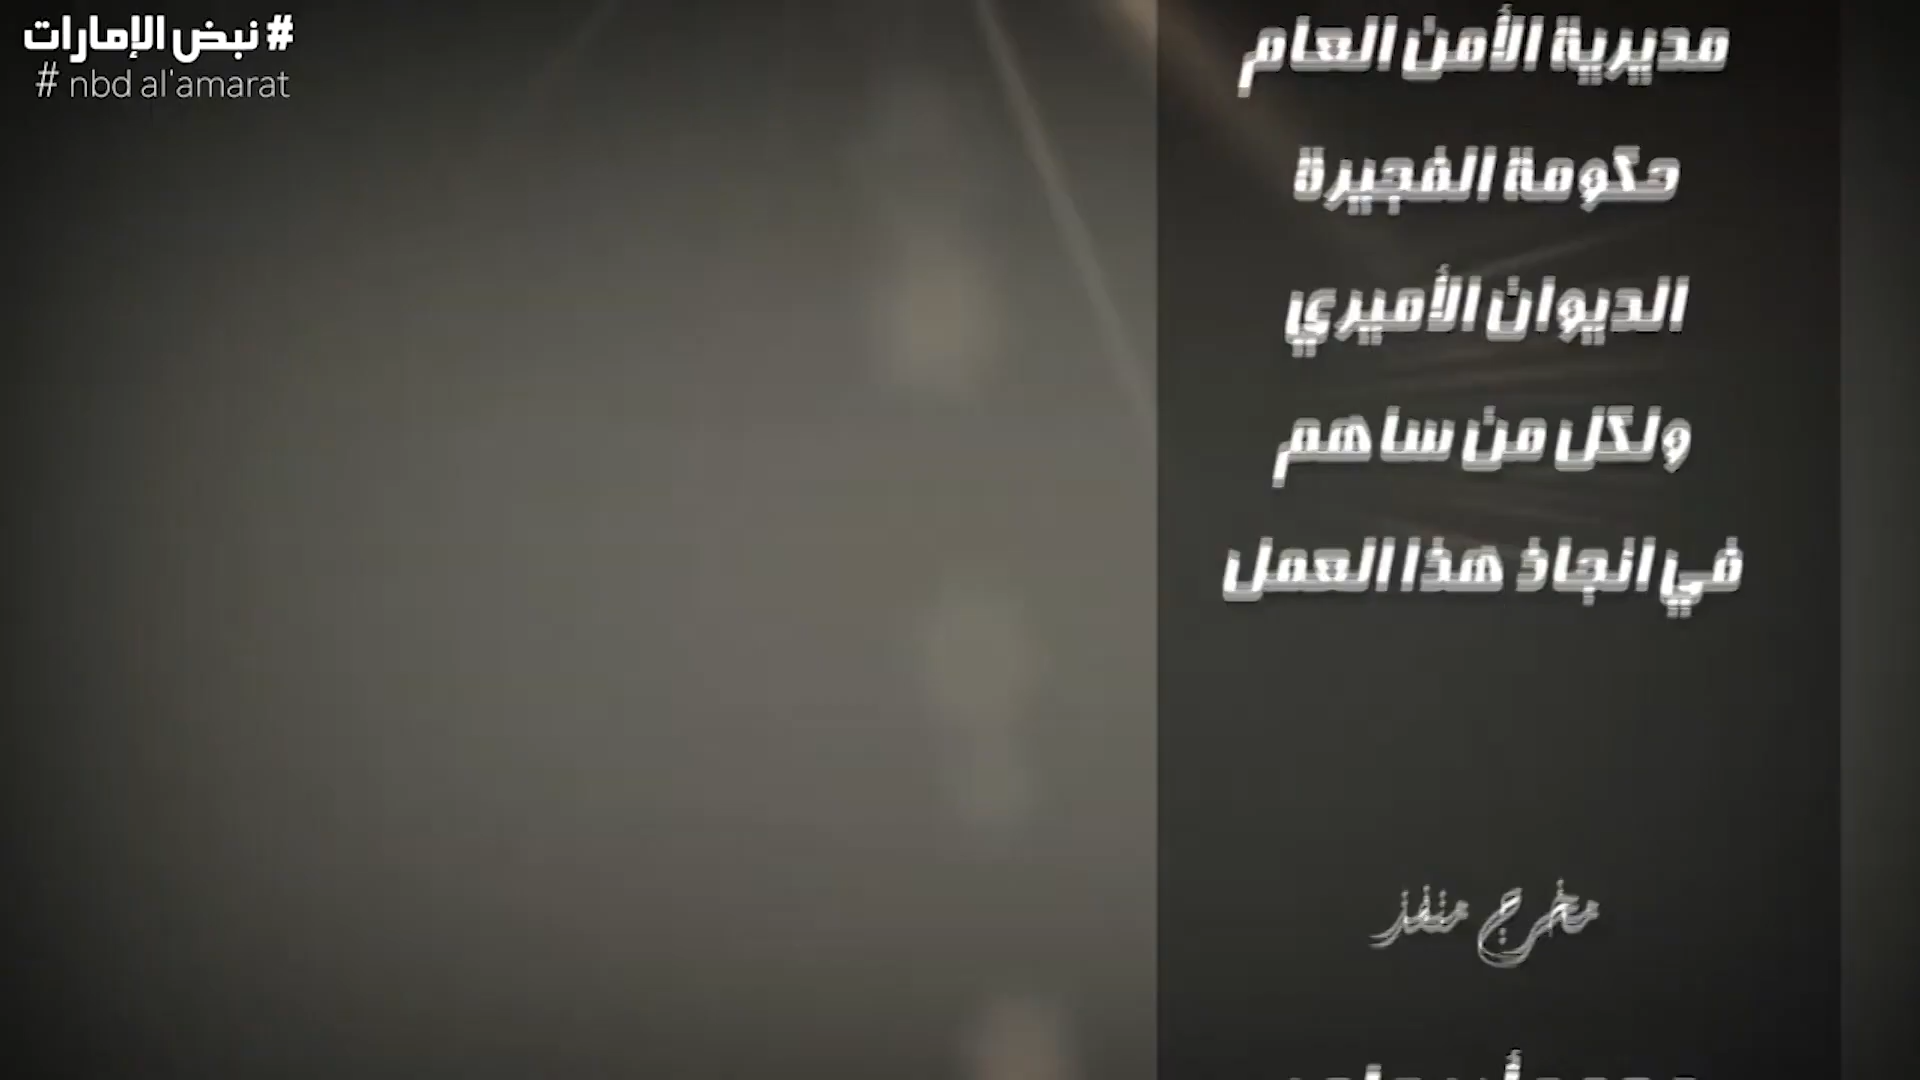 #نبض الإمارات
# nbd al'amarat
مديرية الأمن العام
حكومة الفجيرة
الديوان الأميري
ولكل من ساهم
في انجاذ هذا العمل
مخرج منفذ